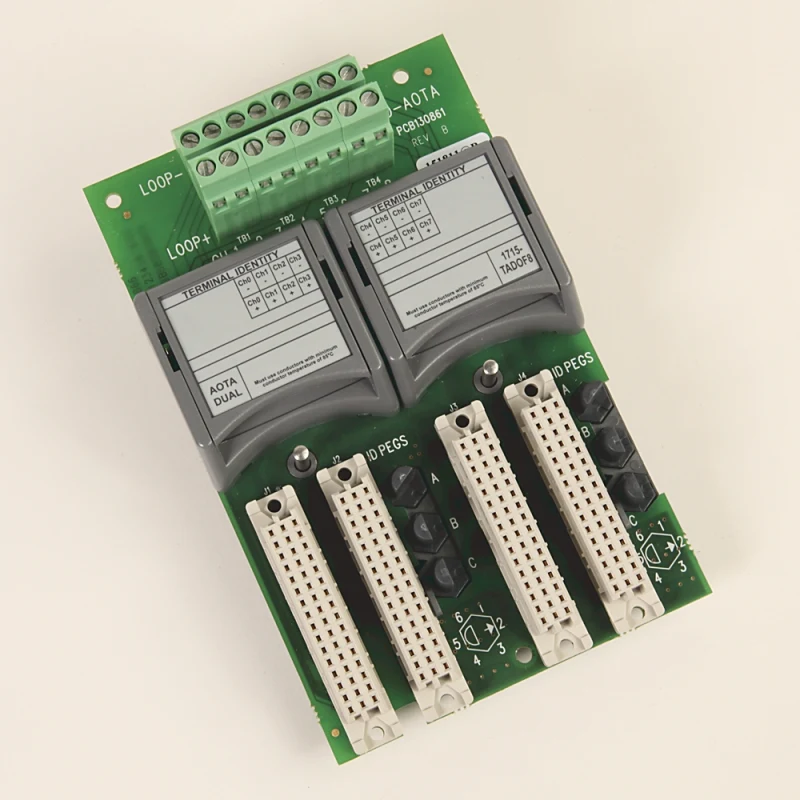 -AOTA
PCB130861
REV B
LOOP-
LOOP+
TB1
TB2
TB3
TB4
TERMINAL IDENTITY
Ch4 Ch5 Ch6 Ch7
- - - -
Ch4 Ch5 Ch6 Ch7
+ + + +
1715-
TADOF8
Must use conductors with minimum
conductor temperature of 85°C
TERMINAL IDENTITY
Ch0 Ch1 Ch2 Ch3
- - - -
Ch0 Ch1 Ch2 Ch3
+ + + +
AOTA
DUAL
Must use conductors with minimum
conductor temperature of 85°C
J4
ID PEGS
A
B
C
J3
J2
ID PEGS
A
B
C
J1
6 1
2
3
4
5
6 1
2
3
4
5